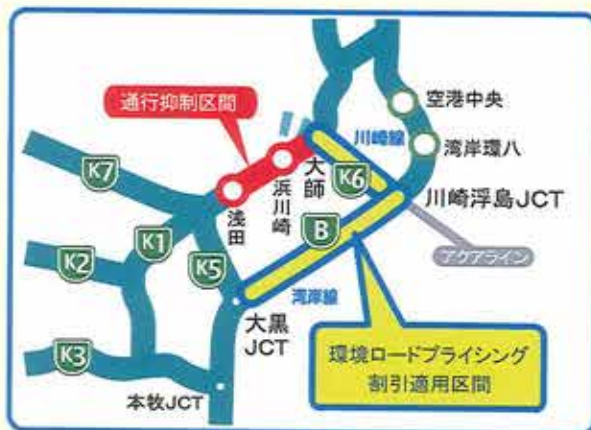 通行抑制区間
空港中央
川崎線
湾岸環八
大師
K7
K6
浜川崎
川崎浮島JCT
浅田
K1
B
アクアライン
K2
K5
湾岸線
大黒
JCT
環境ロードプライシング
割引適用区間
K3
本牧JCT